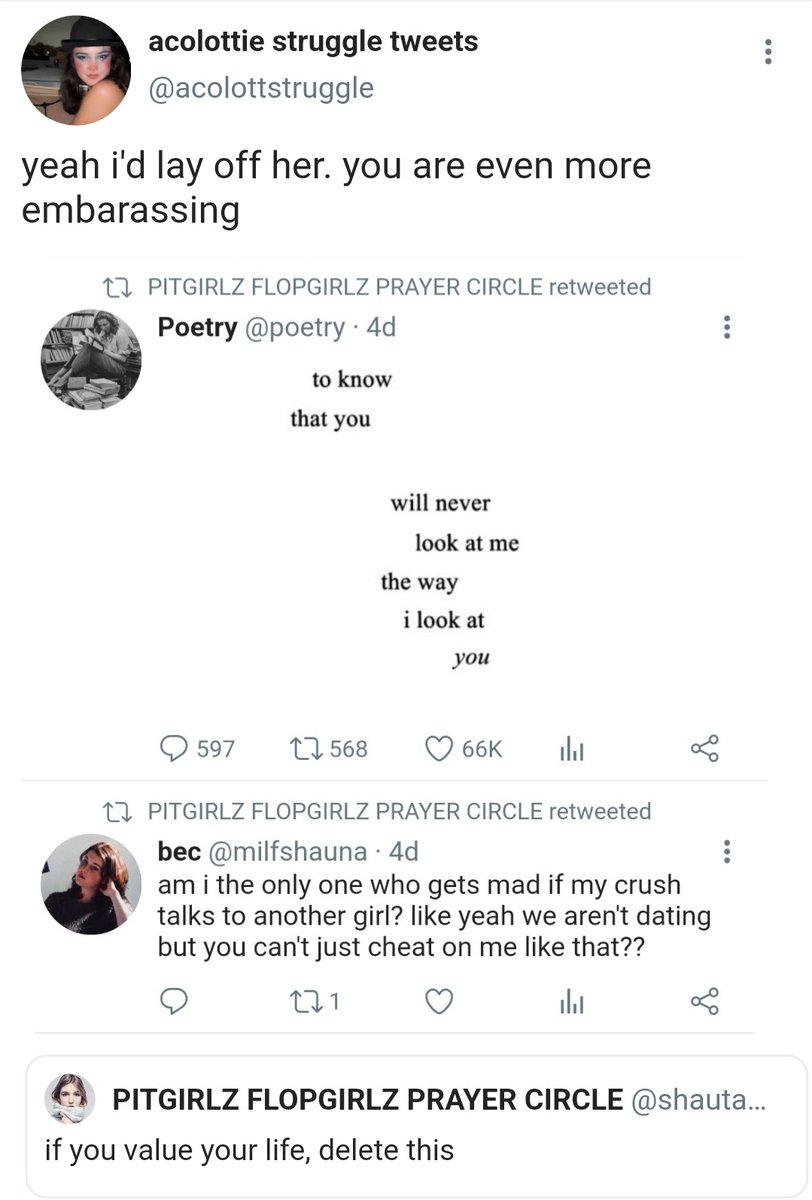 acolottie struggle tweets
@acolottstruggle
yeah i'd lay off her. you are even more
embarassing
PITGIRLZ FLOPGIRLZ PRAYER CIRCLE retweeted
Poetry @poetry · 4d
to know
that you
will never
look at me
the way
i look at
you
597 568 66K
PITGIRLZ FLOPGIRLZ PRAYER CIRCLE retweeted
bec @milfshauna · 4d
am i the only one who gets mad if my crush
talks to another girl? like yeah we aren't dating
but you can't just cheat on me like that??
1
PITGIRLZ FLOPGIRLZ PRAYER CIRCLE @shauta...
if you value your life, delete this